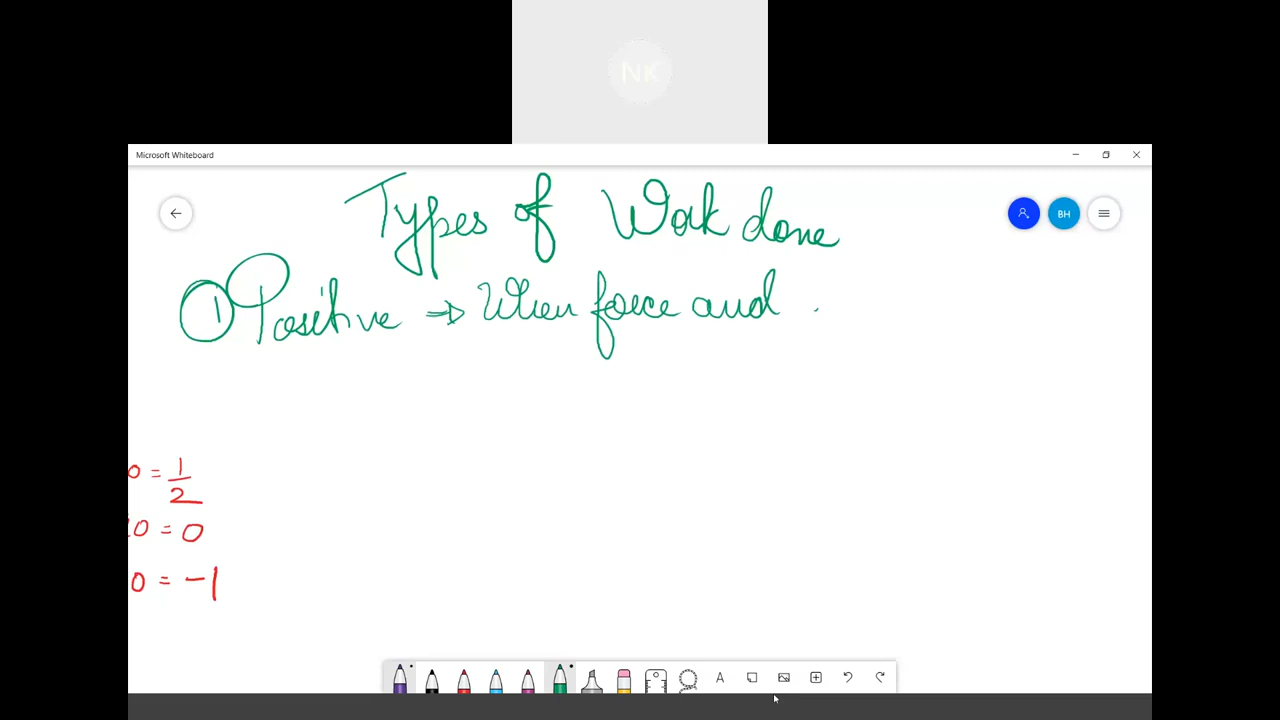 NK
Microsoft Whiteboard
Types of Work done
BH
① Positive ⇒ When force and
0 = 1/2
0 = 0
0 = -1
A